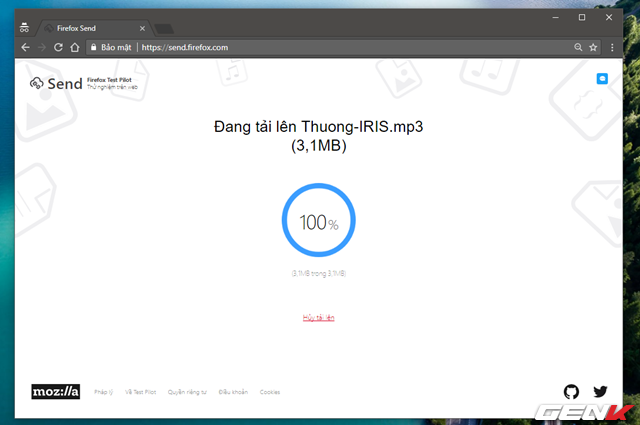 Firefox Send
Bảo mật
https://send.firefox.com
Send
Firefox Test Pilot
Thử nghiệm trên web
Đang tải lên Thuong-IRIS.mp3
(3,1MB)
100%
(3,1MB trong 3,1MB)
Hủy tải lên
moz://a
Pháp lý
Về Test Pilot
Quyền riêng tư
Điều khoản
Cookies
GENK